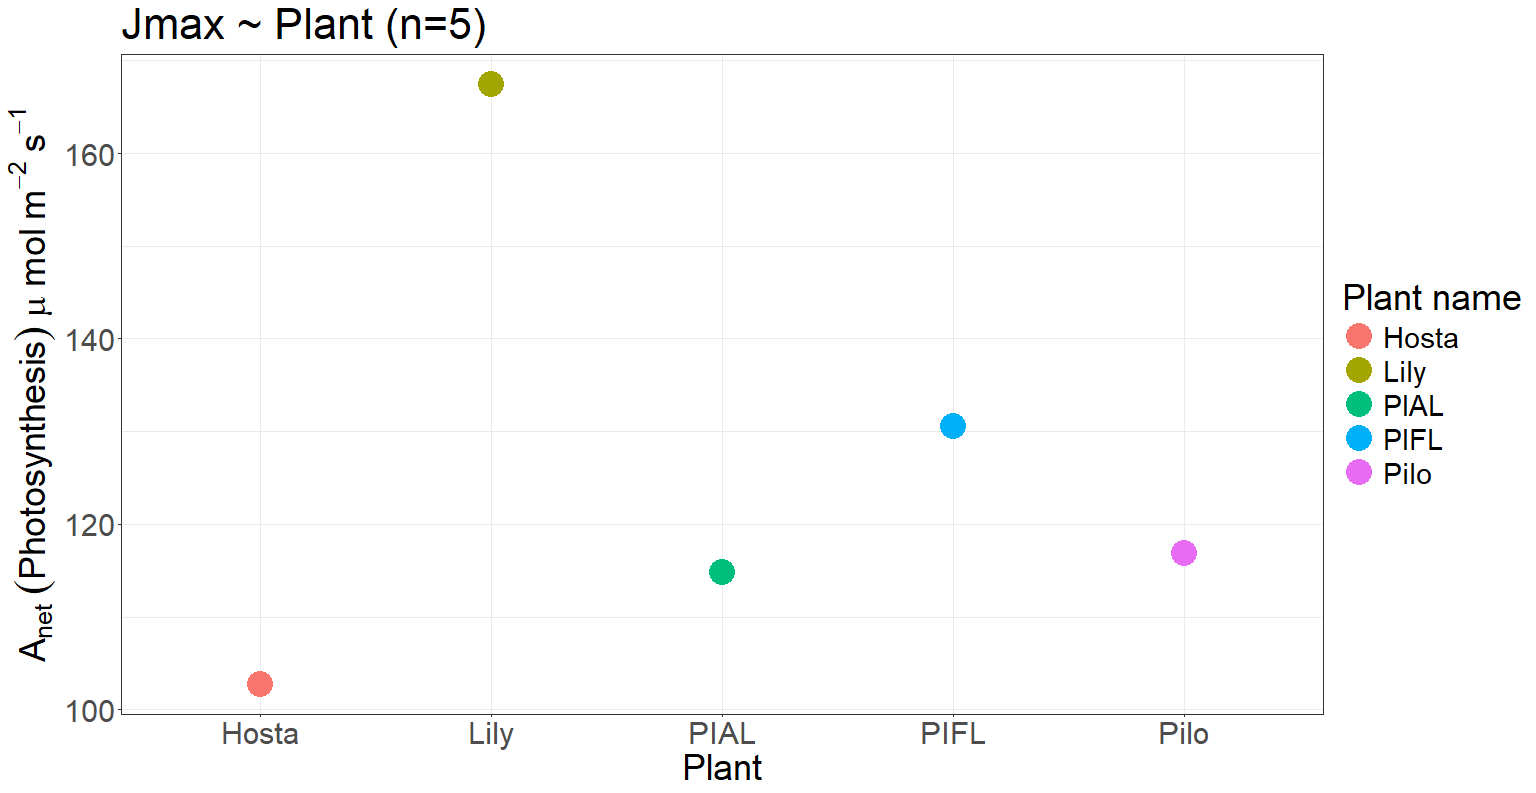 Jmax ~ Plant (n=5)
A_net (Photosynthesis) μ mol m⁻² s⁻¹
160
140
120
100
Hosta Lily PIAL PIFL Pilo
Plant
Plant name
Hosta
Lily
PIAL
PIFL
Pilo